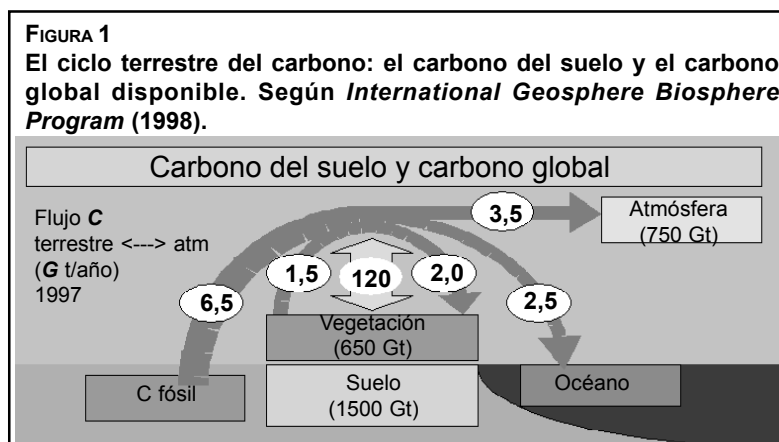 FIGURA 1
El ciclo terrestre del carbono: el carbono del suelo y el carbono
global disponible. Según International Geosphere Biosphere
Program (1998).
Carbono del suelo y carbono global
Flujo C
terrestre <---> atm
(G t/año)
1997
3,5
Atmósfera
(750 Gt)
6,5
1,5
120
2,0
2,5
Vegetación
(650 Gt)
C fósil
Suelo
(1500 Gt)
Océano